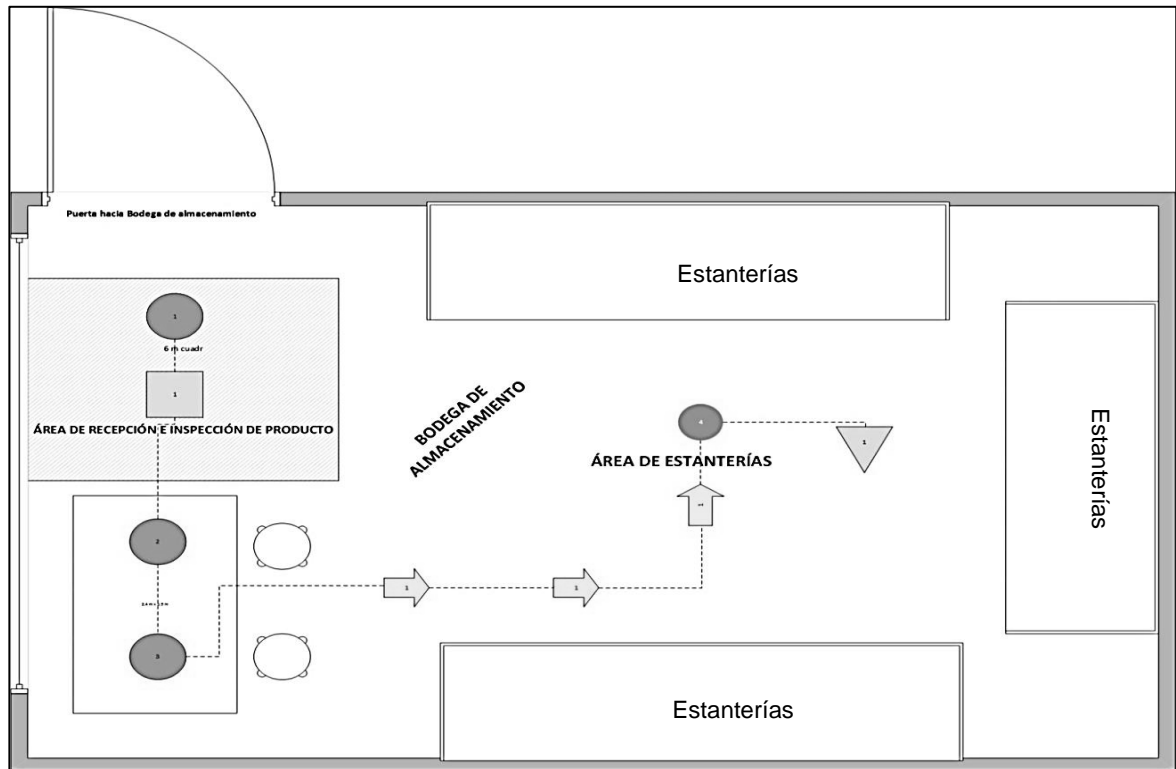 Puerta hacia Bodega de almacenamiento
Estanterías
1
6 m cuadr
1
ÁREA DE RECEPCIÓN E INSPECCIÓN DE PRODUCTO
BODEGA DE
ALMACENAMIENTO
4
1
ÁREA DE ESTANTERÍAS
Estanterías
1
2
1
1
3
Estanterías